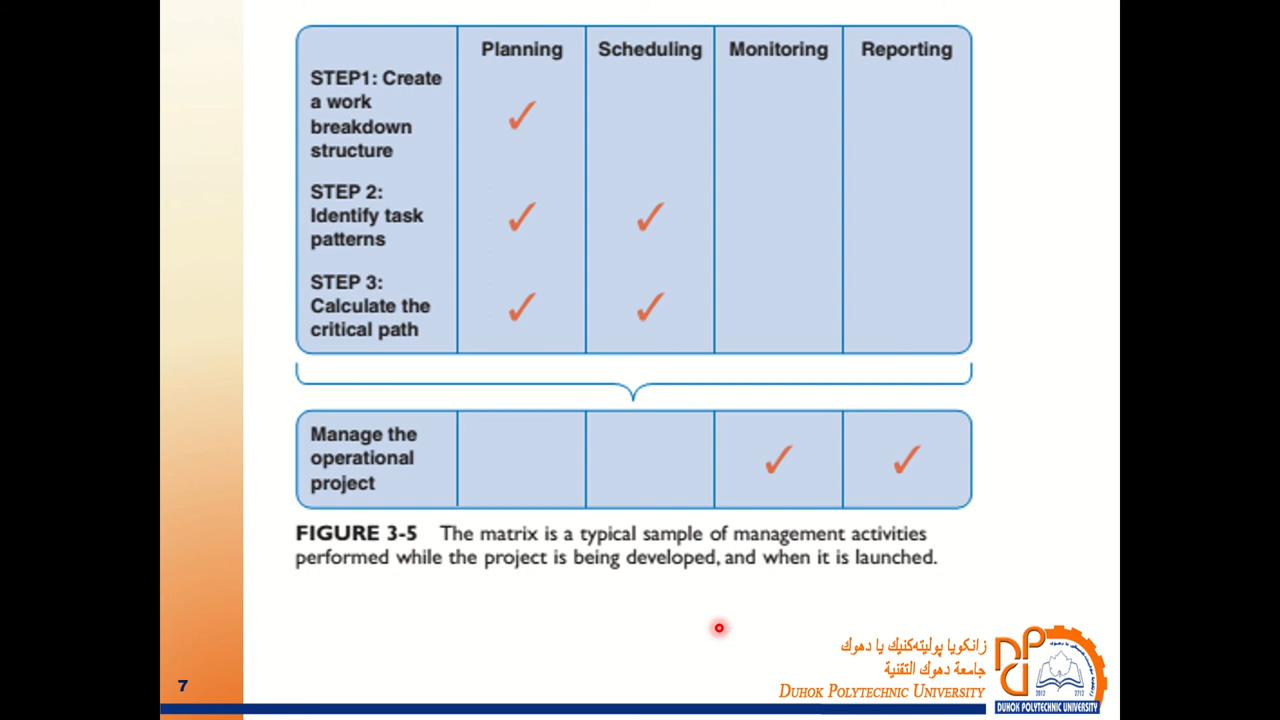 Planning Scheduling Monitoring Reporting
STEP1: Create
a work
breakdown
structure
✓
STEP 2:
Identify task
patterns
✓ ✓
STEP 3:
Calculate the
critical path
✓ ✓
Manage the
operational
project
✓ ✓
FIGURE 3-5 The matrix is a typical sample of management activities
performed while the project is being developed, and when it is launched.
زانكويا پوليتەكنيك يا دهوك
جامعة دهوك التقنية
DUHOK POLYTECHNIC UNIVERSITY
DPU
2012 2712
DUHOK POLYTECHNIC UNIVERSITY
7